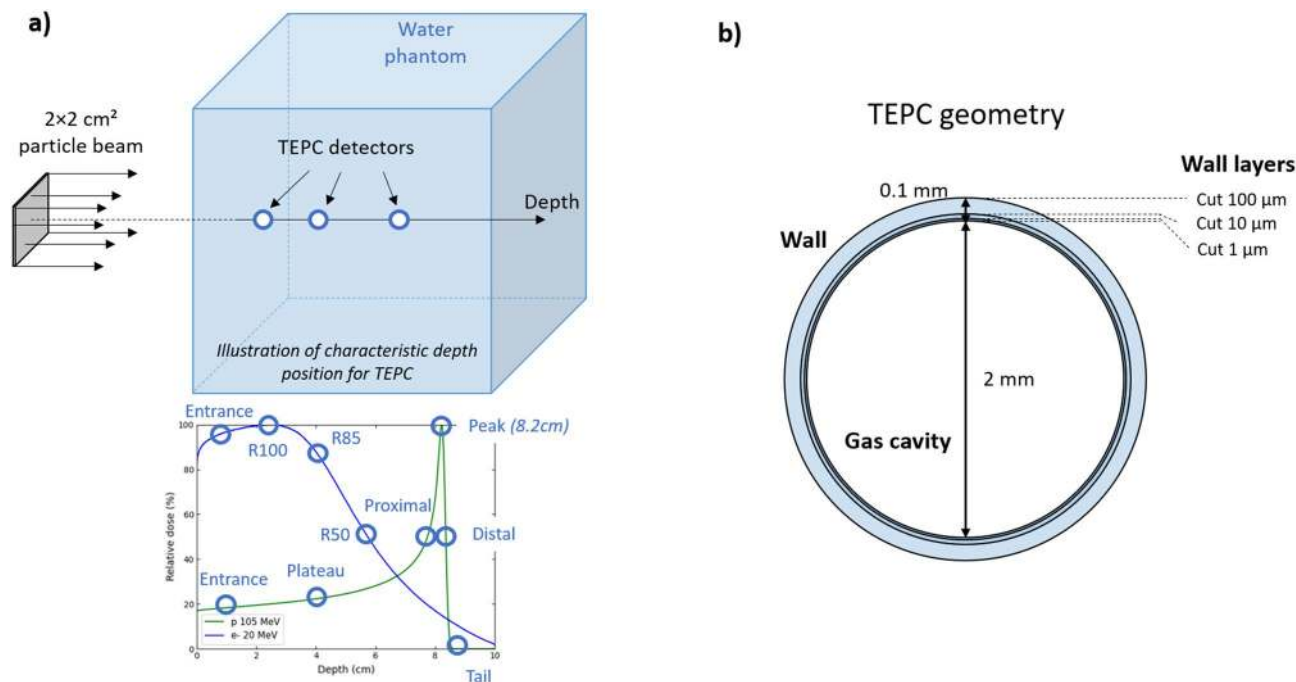 a)
Water
phantom
2×2 cm²
particle beam
TEPC detectors
Depth
Illustration of characteristic depth
position for TEPC
Entrance
R100
R85
Peak (8.2cm)
Proximal
R50
Distal
Entrance
Plateau
Tail
Relative dose (%)
100
80
60
40
20
0
p 105 MeV
e- 20 MeV
0 2 4 6 8 10
Depth (cm)
b)
TEPC geometry
Wall layers
0.1 mm
Cut 100 µm
Cut 10 µm
Cut 1 µm
Wall
2 mm
Gas cavity